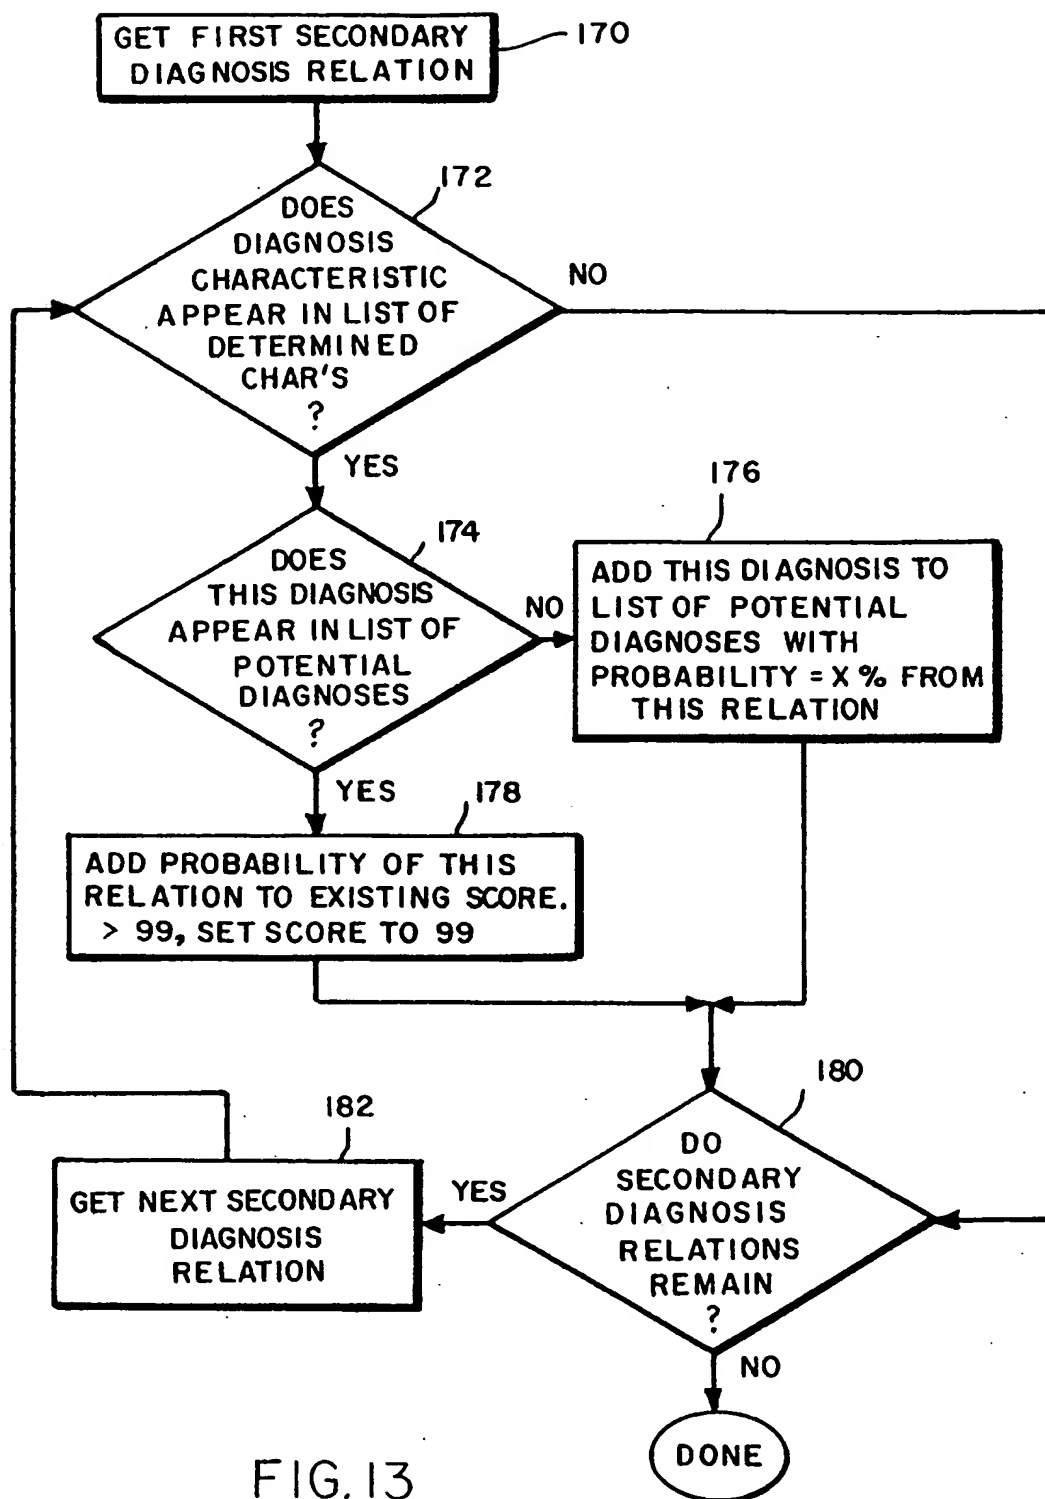 GET FIRST SECONDARY
DIAGNOSIS RELATION
170
DOES
DIAGNOSIS
CHARACTERISTIC
APPEAR IN LIST OF
DETERMINED
CHAR'S
?
172
NO
YES
DOES
THIS DIAGNOSIS
APPEAR IN LIST OF
POTENTIAL
DIAGNOSES
?
174
NO
176
ADD THIS DIAGNOSIS TO
LIST OF POTENTIAL
DIAGNOSES WITH
PROBABILITY = X % FROM
THIS RELATION
YES
178
ADD PROBABILITY OF THIS
RELATION TO EXISTING SCORE.
> 99, SET SCORE TO 99
180
DO
SECONDARY
DIAGNOSIS
RELATIONS
REMAIN
?
YES
182
GET NEXT SECONDARY
DIAGNOSIS
RELATION
NO
DONE
FIG. 13